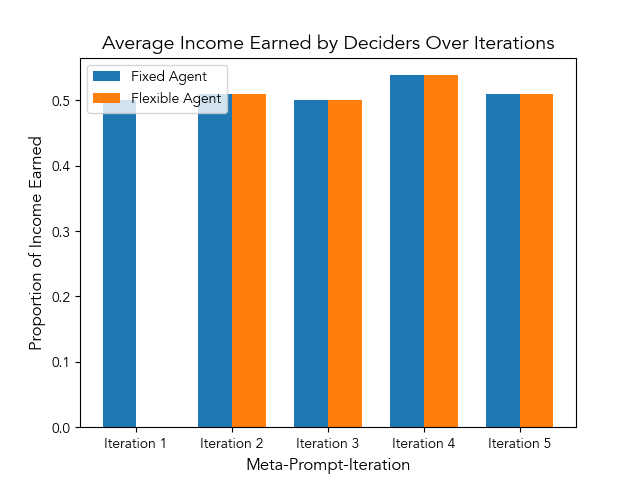 Average Income Earned by Deciders Over Iterations
Fixed Agent
Flexible Agent
Proportion of Income Earned
0.5
0.4
0.3
0.2
0.1
0.0
Iteration 1
Iteration 2
Iteration 3
Iteration 4
Iteration 5
Meta-Prompt-Iteration